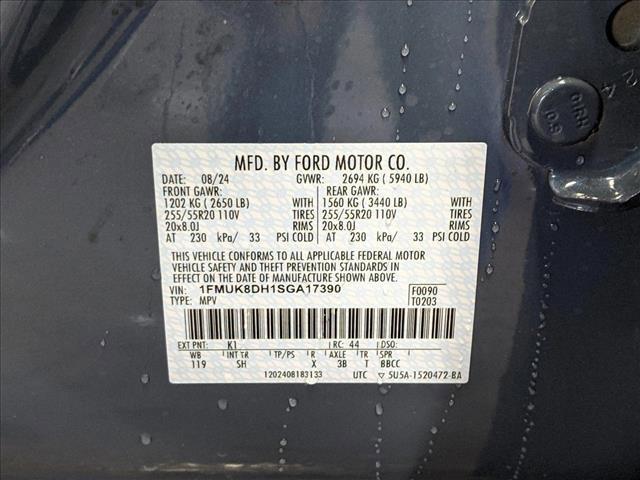 MFD. BY FORD MOTOR CO.
DATE: 08/24 GVWR: 2694 KG ( 5940 LB)
FRONT GAWR: REAR GAWR:
1202 KG ( 2650 LB) WITH 1560 KG ( 3440 LB) WITH
255/55R20 110V TIRES 255/55R20 110V TIRES
20x8.0J RIMS 20x8.0J RIMS
AT 230 kPa/ 33 PSI COLD AT 230 kPa/ 33 PSI COLD
THIS VEHICLE CONFORMS TO ALL APPLICABLE FEDERAL MOTOR
VEHICLE SAFETY AND THEFT PREVENTION STANDARDS IN
EFFECT ON THE DATE OF MANUFACTURE SHOWN ABOVE.
VIN: 1FMUK8DH1SGA17390 F0090
TYPE: MPV T0203
EXT PNT: K1 RC: 44 DSO:
WB INT TR TP/PS R AXLE TR SPR
119 SH X 3B T BBCC
1202408183133 UTC ▽ 5U5A-1520472-BA